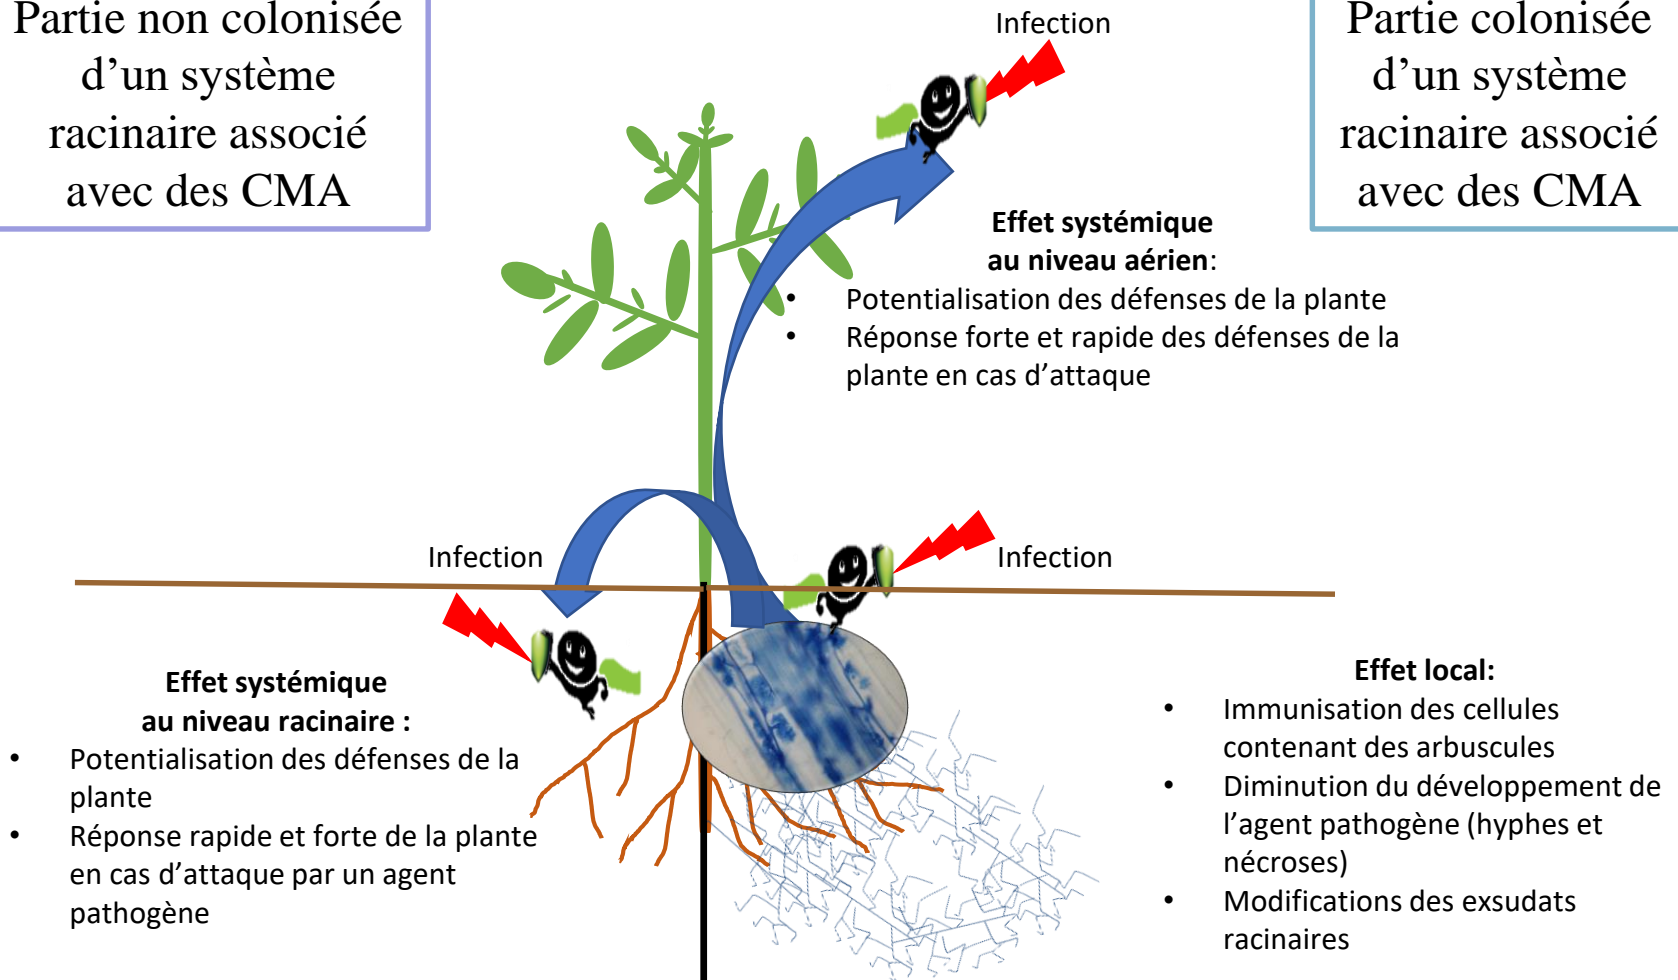 Partie non colonisée
d’un système
racinaire associé
avec des CMA
Infection
Partie colonisée
d’un système
racinaire associé
avec des CMA
Effet systémique
au niveau aérien:
• Potentialisation des défenses de la plante
• Réponse forte et rapide des défenses de la
plante en cas d’attaque
Infection
Infection
Effet systémique
au niveau racinaire :
• Potentialisation des défenses de la
plante
• Réponse rapide et forte de la plante
en cas d’attaque par un agent
pathogène
Effet local:
• Immunisation des cellules
contenant des arbuscules
• Diminution du développement de
l’agent pathogène (hyphes et
nécroses)
• Modifications des exsudats
racinaires